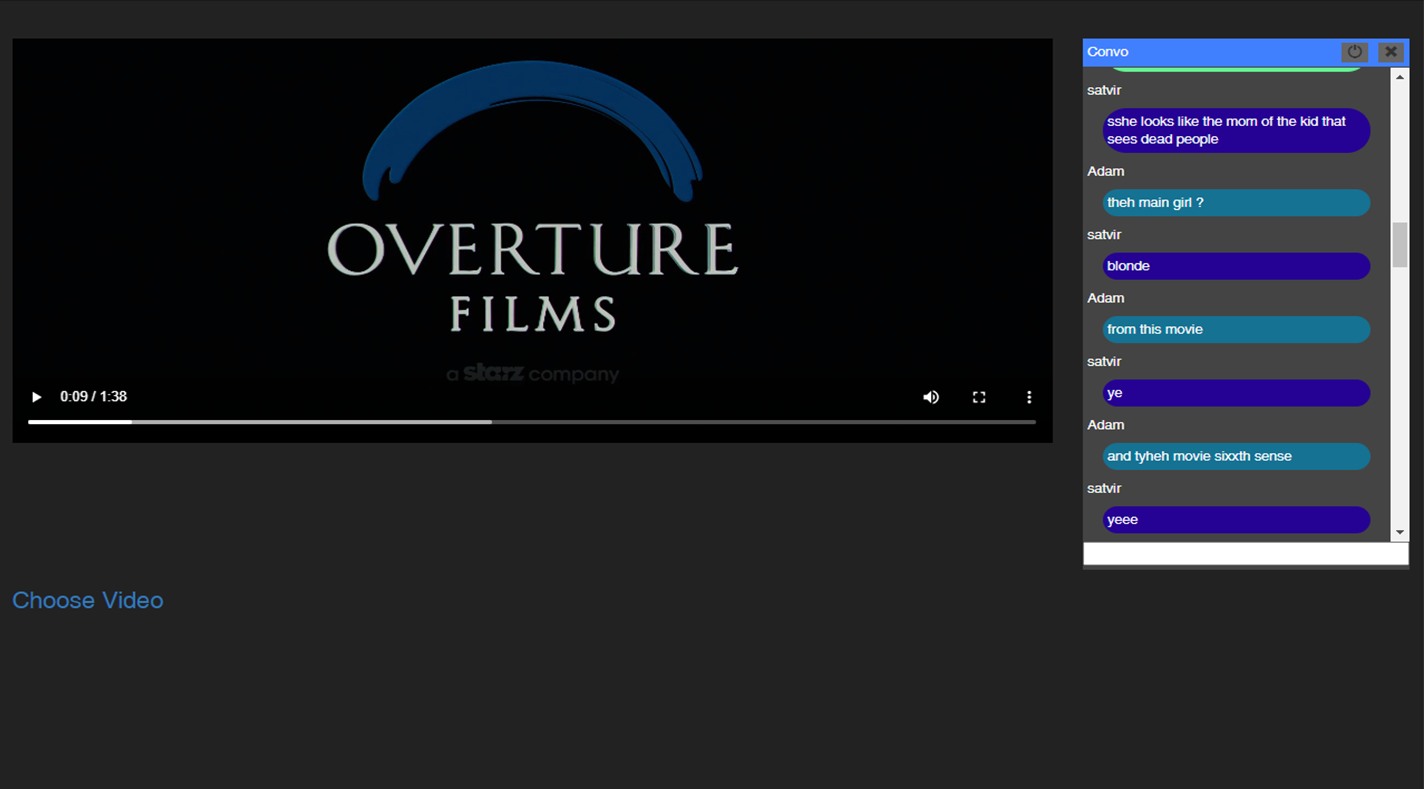 OVERTURE
FILMS
a starz company
0:09 / 1:38
Convo
satvir
sshe looks like the mom of the kid that
sees dead people
Adam
theh main girl ?
satvir
blonde
Adam
from this movie
satvir
ye
Adam
and tyheh movie sixxth sense
satvir
yeee
Choose Video